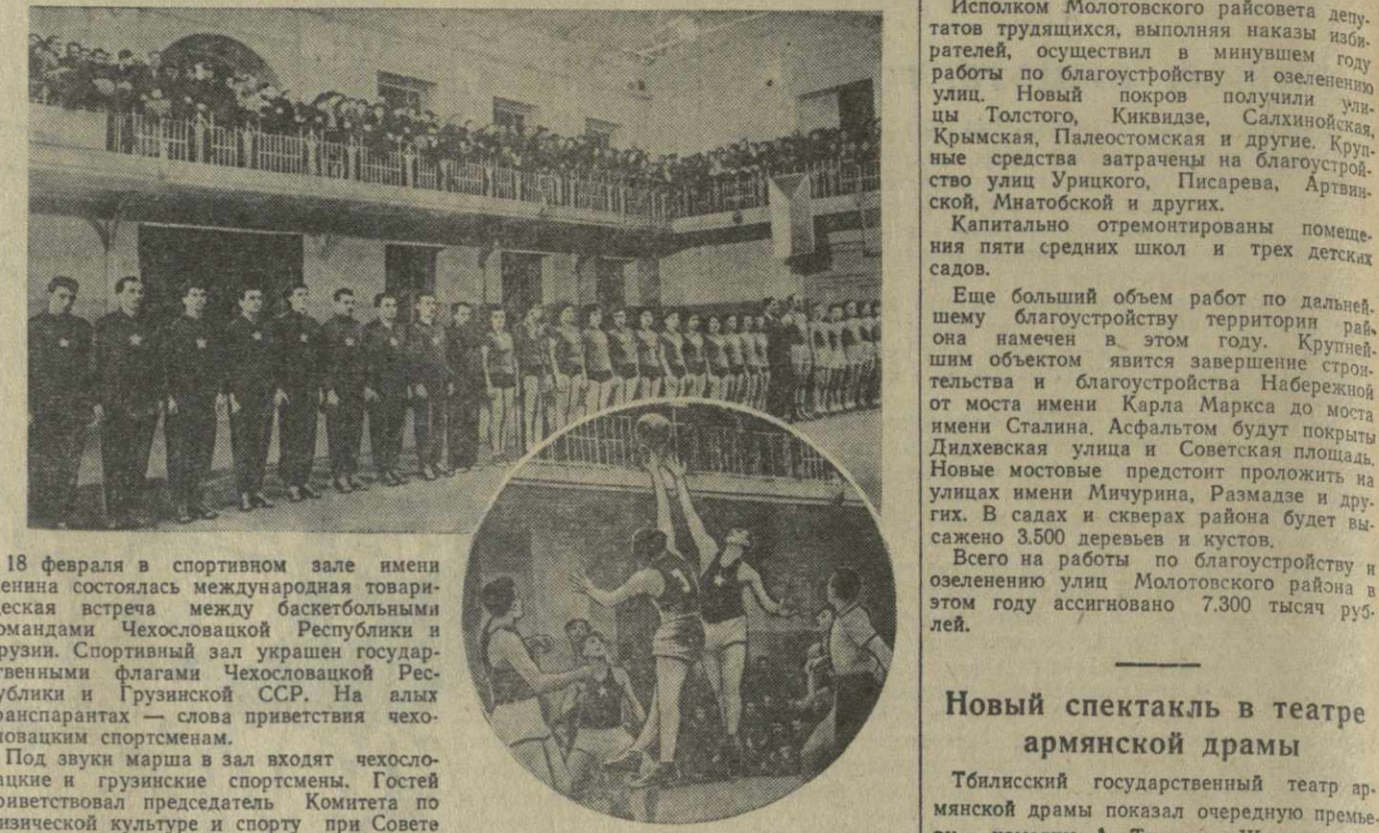 18 февраля в спортивном зале имени
енина состоялась международная товари-
еская встреча между баскетбольными
омандами Чехословацкой Республики и
рузии. Спортивный зал украшен государ-
твенными флагами Чехословацкой Рес-
ублики и Грузинской ССР. На алых
ранспарантах — слова приветствия чехо-
ловацким спортсменам.
Под звуки марша в зал входят чехосло-
ацкие и грузинские спортсмены. Гостей
риветствовал председатель Комитета по
изической культуре и спорту при Совете
Исполком Молотовского райсовета депу-
татов трудящихся, выполняя наказы изби-
рателей, осуществил в минувшем году
работы по благоустройству и озеленению
улиц. Новый покров получили ули-
цы Толстого, Киквидзе, Салхинойская,
Крымская, Палеостомская и другие. Круп-
ные средства затрачены на благоустрой-
ство улиц Урицкого, Писарева, Артвин-
ской, Мнатобской и других.
Капитально отремонтированы помеще-
ния пяти средних школ и трех детских
садов.
Еще больший объем работ по дальней-
шему благоустройству территории рай-
она намечен в этом году. Крупней-
шим объектом явится завершение строи-
тельства и благоустройства Набережной
от моста имени Карла Маркса до моста
имени Сталина. Асфальтом будут покрыты
Дидхевская улица и Советская площадь.
Новые мостовые предстоит проложить на
улицах имени Мичурина, Размадзе и дру-
гих. В садах и скверах района будет вы-
сажено 3.500 деревьев и кустов.
Всего на работы по благоустройству и
озеленению улиц Молотовского района в
этом году ассигновано 7.300 тысяч руб-
лей.
Новый спектакль в театре
армянской драмы
Тбилисский государственный театр ар-
мянской драмы показал очередную премье-